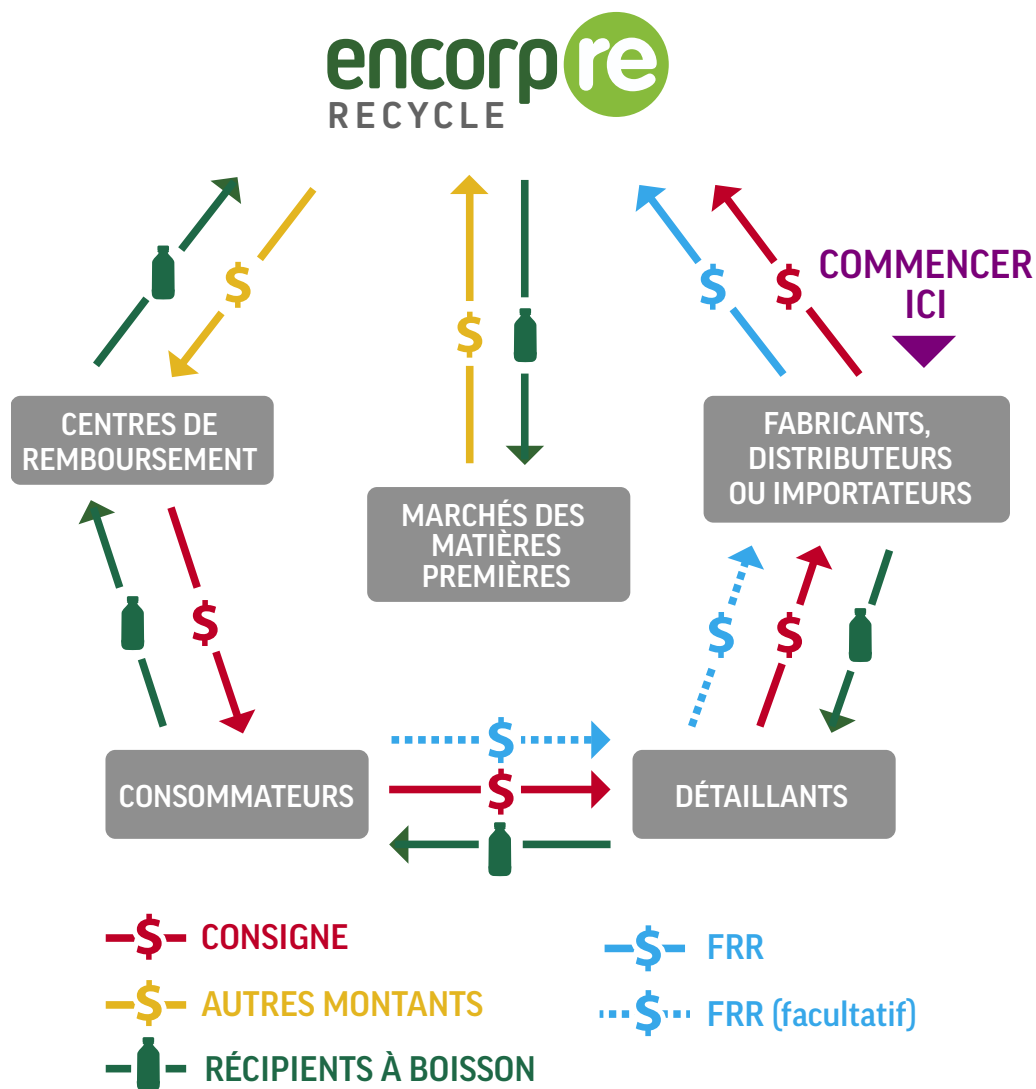 encorp re
RECYCLE
COMMENCER
ICI
$
$
$
$
$
CENTRES DE
REMBOURSEMENT
FABRICANTS,
DISTRIBUTEURS
OU IMPORTATEURS
MARCHÉS DES
MATIÈRES
PREMIÈRES
$
$
$
$
$
CONSOMMATEURS
DÉTAILLANTS
$ CONSIGNE
$ FRR
$ AUTRES MONTANTS
$ FRR (facultatif)
RÉCIPIENTS À BOISSON